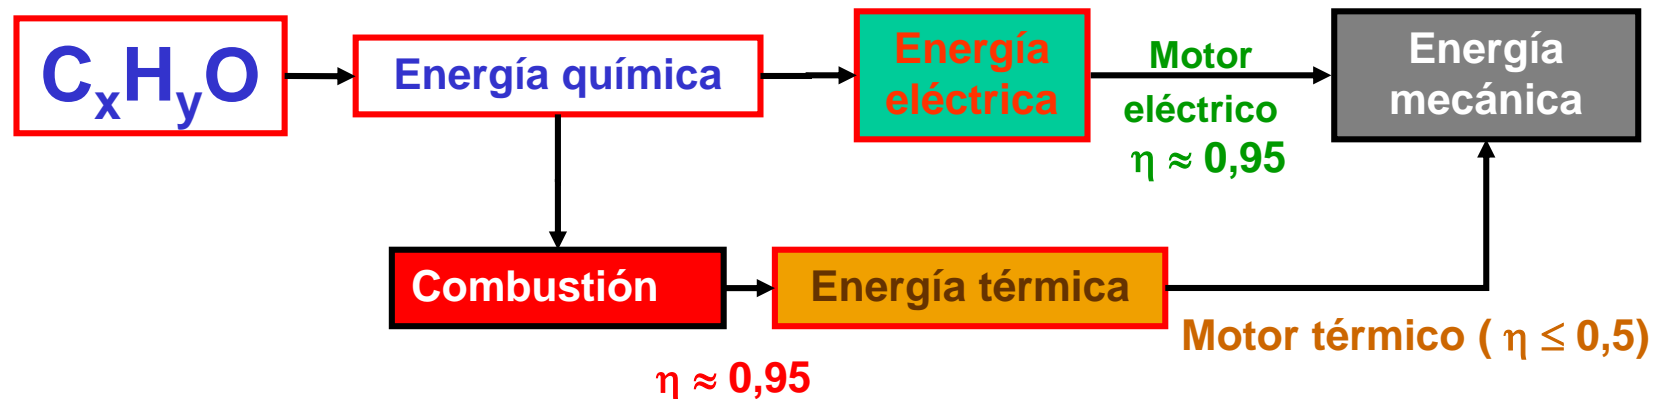 CxHyO
Energía química
Energía
eléctrica
Motor
eléctrico
η ≈ 0,95
Energía
mecánica
Combustión
Energía térmica
Motor térmico ( η ≤ 0,5)
η ≈ 0,95